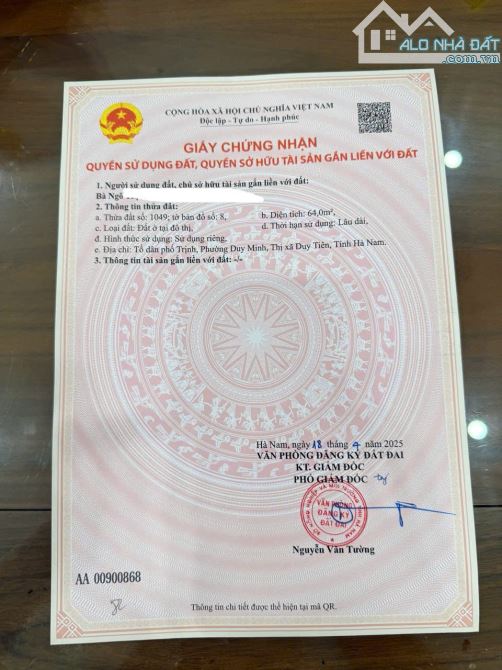 ALO NHÀ ĐẤT
.com.vn
CỘNG HÒA XÃ HỘI CHỦ NGHĨA VIỆT NAM
Độc lập - Tự do - Hạnh phúc
GIẤY CHỨNG NHẬN
QUYỀN SỬ DỤNG ĐẤT, QUYỀN SỞ HỮU TÀI SẢN GẮN LIỀN VỚI ĐẤT
1. Người sử dụng đất, chủ sở hữu tài sản gắn liền với đất:
Bà Ngô
2. Thông tin thửa đất:
a. Thửa đất số: 1049; tờ bản đồ số: 8, b. Diện tích: 64,0m²,
c. Loại đất: Đất ở tại đô thị, d. Thời hạn sử dụng: Lâu dài,
đ. Hình thức sử dụng: Sử dụng riêng,
e. Địa chỉ: Tổ dân phố Trịnh, Phường Duy Minh, Thị xã Duy Tiên, Tỉnh Hà Nam.
3. Thông tin tài sản gắn liền với đất: -/-
Hà Nam, ngày 18 tháng 4 năm 2025
VĂN PHÒNG ĐĂNG KÝ ĐẤT ĐAI
KT. GIÁM ĐỐC
PHÓ GIÁM ĐỐC
VĂN PHÒNG
ĐĂNG KÝ
ĐẤT ĐAI
Nguyễn Văn Tường
AA 00900868
Thông tin chi tiết được thể hiện tại mã QR.